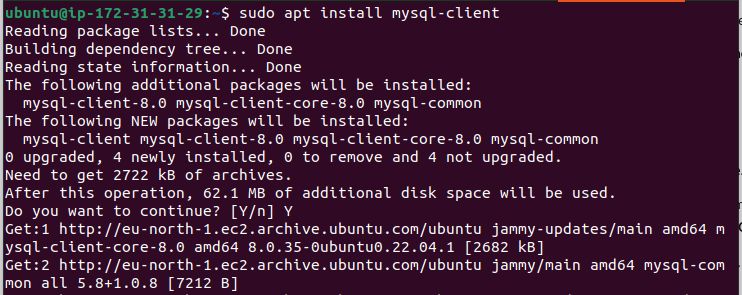 ubuntu@ip-172-31-31-29:~$ sudo apt install mysql-client
Reading package lists... Done
Building dependency tree... Done
Reading state information... Done
The following additional packages will be installed:
  mysql-client-8.0 mysql-client-core-8.0 mysql-common
The following NEW packages will be installed:
  mysql-client mysql-client-8.0 mysql-client-core-8.0 mysql-common
0 upgraded, 4 newly installed, 0 to remove and 4 not upgraded.
Need to get 2722 kB of archives.
After this operation, 62.1 MB of additional disk space will be used.
Do you want to continue? [Y/n] Y
Get:1 http://eu-north-1.ec2.archive.ubuntu.com/ubuntu jammy-updates/main amd64 m
ysql-client-core-8.0 amd64 8.0.35-0ubuntu0.22.04.1 [2682 kB]
Get:2 http://eu-north-1.ec2.archive.ubuntu.com/ubuntu jammy/main amd64 mysql-com
mon all 5.8+1.0.8 [7212 B]